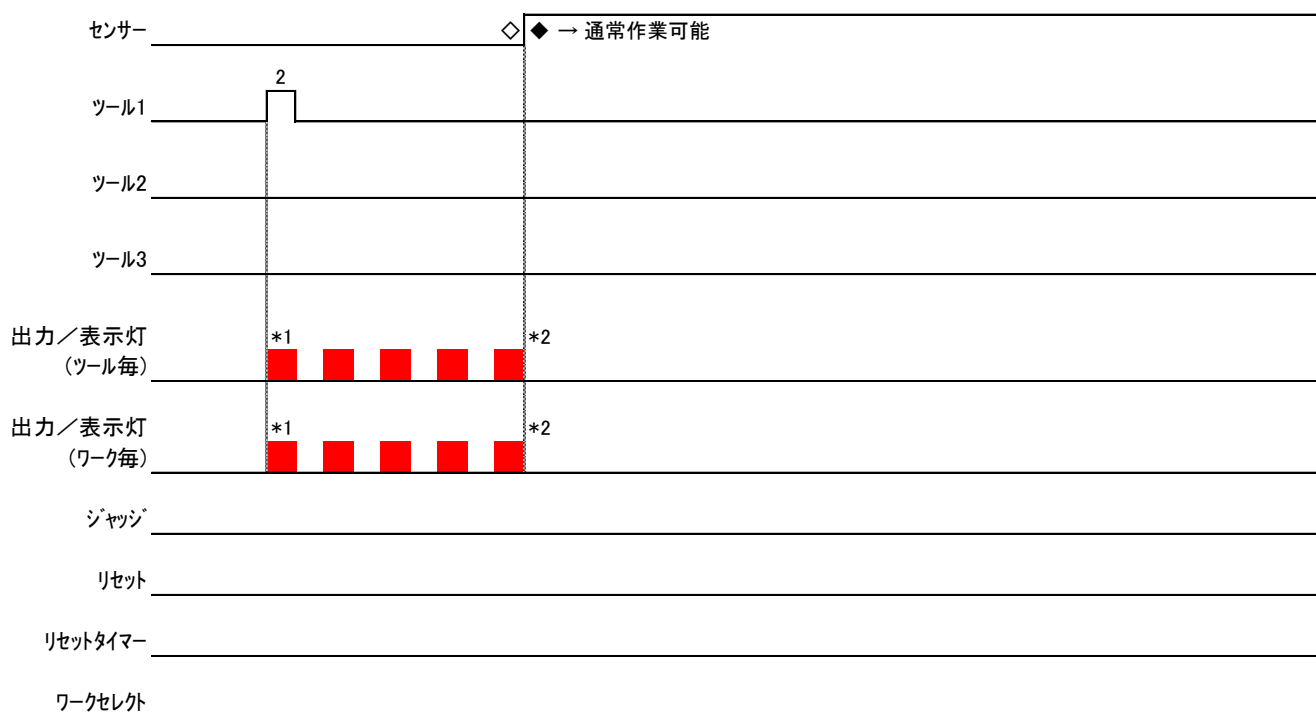 センサー ◇ ◆ → 通常作業可能
2
ツール1
ツール2
ツール3
出力／表示灯 *1 *2
（ツール毎）
出力／表示灯 *1 *2
（ワーク毎）
ジャッジ
リセット
リセットタイマー
ワークセレクト